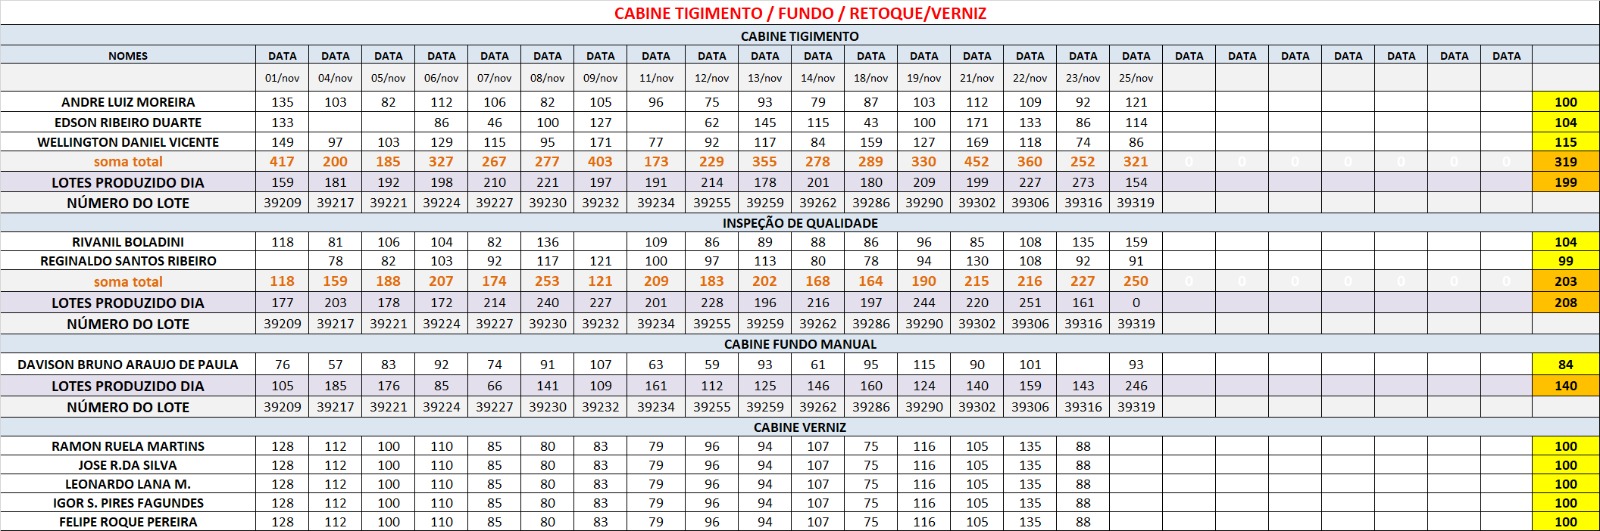 CABINE TIGIMENTO / FUNDO / RETOQUE/VERNIZ
CABINE TIGIMENTO
NOMES DATA DATA DATA DATA DATA DATA DATA DATA DATA DATA DATA DATA DATA DATA DATA DATA DATA DATA DATA DATA DATA DATA DATA DATA
01/nov 04/nov 05/nov 06/nov 07/nov 08/nov 09/nov 11/nov 12/nov 13/nov 14/nov 18/nov 19/nov 21/nov 22/nov 23/nov 25/nov
ANDRE LUIZ MOREIRA 135 103 82 112 106 82 105 96 75 93 79 87 103 112 109 92 121 100
EDSON RIBEIRO DUARTE 133 86 46 100 127 62 145 115 43 100 171 133 86 114 104
WELLINGTON DANIEL VICENTE 149 97 103 129 115 95 171 77 92 117 84 159 127 169 118 74 86 115
soma total 417 200 185 327 267 277 403 173 229 355 278 289 330 452 360 252 321 0 0 0 0 0 0 0 319
LOTES PRODUZIDO DIA 159 181 192 198 210 221 197 191 214 178 201 180 209 199 227 273 154 199
NÚMERO DO LOTE 39209 39217 39221 39224 39227 39230 39232 39234 39255 39259 39262 39286 39290 39302 39306 39316 39319
INSPEÇÃO DE QUALIDADE
RIVANIL BOLADINI 118 81 106 104 82 136 109 86 89 88 86 96 85 108 135 159 104
REGINALDO SANTOS RIBEIRO 78 82 103 92 117 121 100 97 113 80 78 94 130 108 92 91 99
soma total 118 159 188 207 174 253 121 209 183 202 168 164 190 215 216 227 250 0 0 0 0 0 0 0 203
LOTES PRODUZIDO DIA 177 203 178 172 214 240 227 201 228 196 216 197 244 220 251 161 0 208
NÚMERO DO LOTE 39209 39217 39221 39224 39227 39230 39232 39234 39255 39259 39262 39286 39290 39302 39306 39316 39319
CABINE FUNDO MANUAL
DAVISON BRUNO ARAUJO DE PAULA 76 57 83 92 74 91 107 63 59 93 61 95 115 90 101 93 84
LOTES PRODUZIDO DIA 105 185 176 85 66 141 109 161 112 125 146 160 124 140 159 143 246 140
NÚMERO DO LOTE 39209 39217 39221 39224 39227 39230 39232 39234 39255 39259 39262 39286 39290 39302 39306 39316 39319
CABINE VERNIZ
RAMON RUELA MARTINS 128 112 100 110 85 80 83 79 96 94 107 75 116 105 135 88 100
JOSE R.DA SILVA 128 112 100 110 85 80 83 79 96 94 107 75 116 105 135 88 100
LEONARDO LANA M. 128 112 100 110 85 80 83 79 96 94 107 75 116 105 135 88 100
IGOR S. PIRES FAGUNDES 128 112 100 110 85 80 83 79 96 94 107 75 116 105 135 88 100
FELIPE ROQUE PEREIRA 128 112 100 110 85 80 83 79 96 94 107 75 116 105 135 88 100